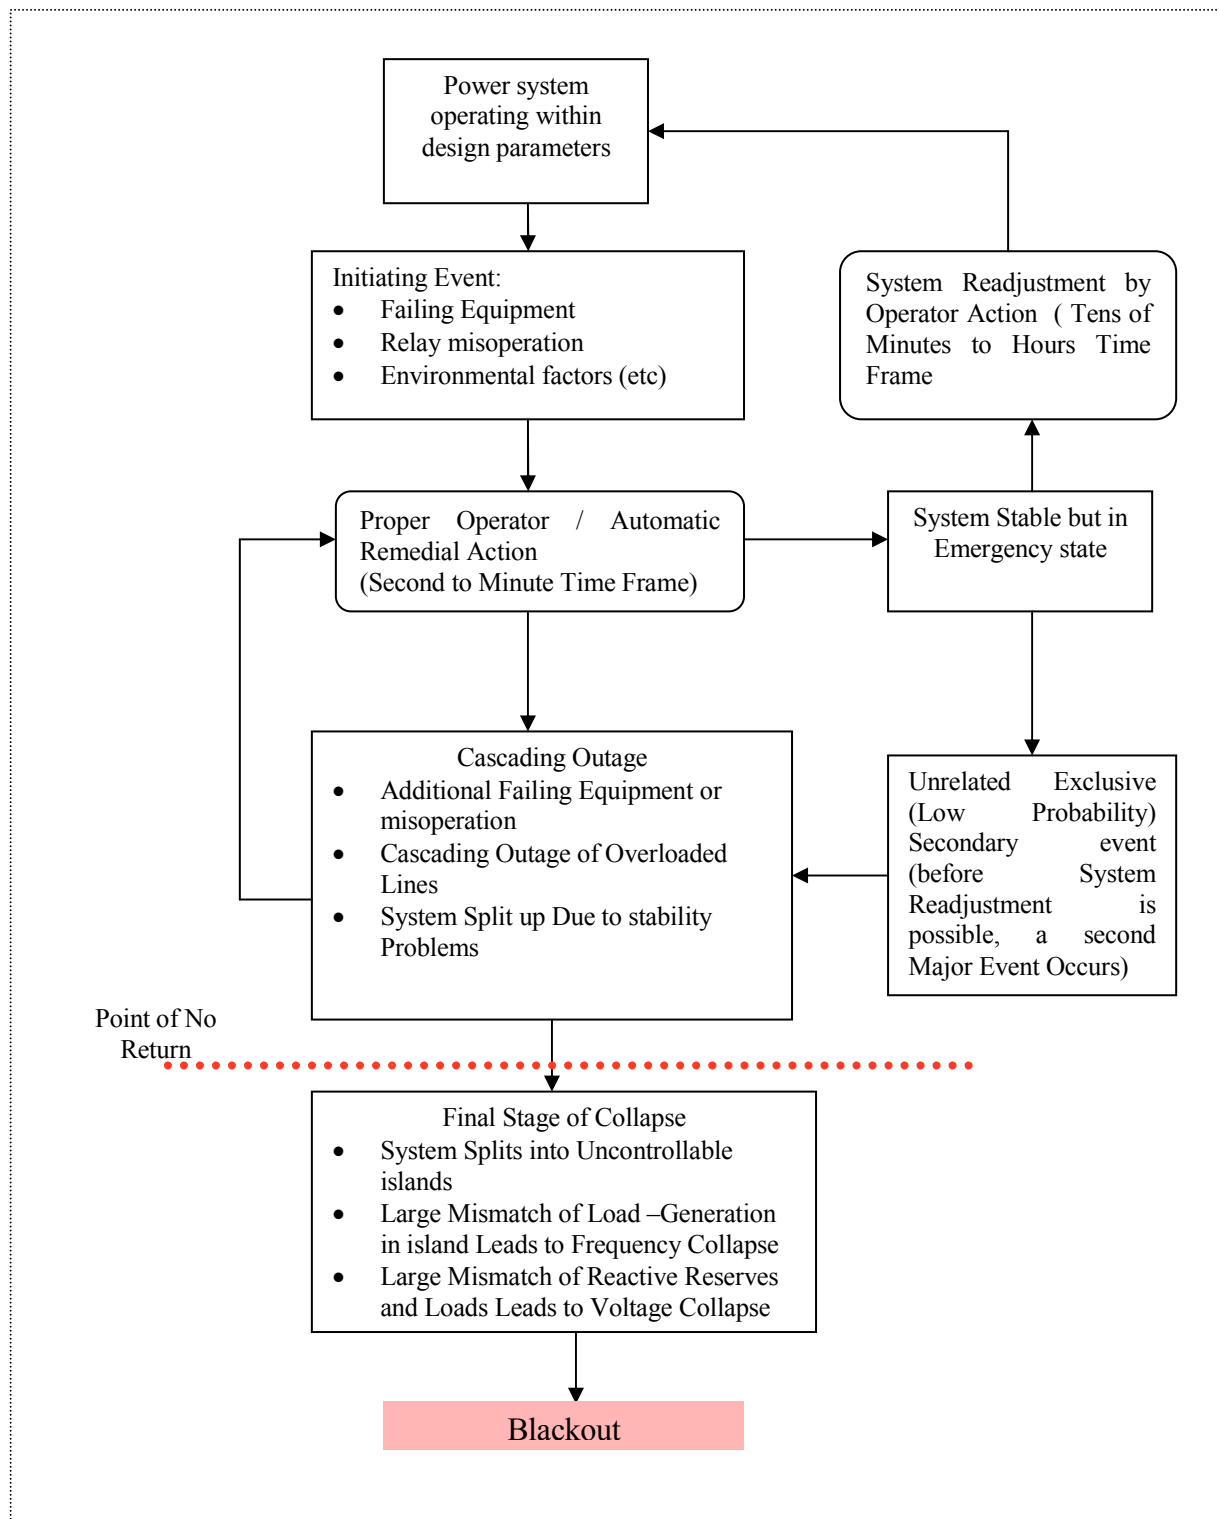 Power system
operating within
design parameters
Initiating Event:
• Failing Equipment
• Relay misoperation
• Environmental factors (etc)
System Readjustment by
Operator Action ( Tens of
Minutes to Hours Time
Frame
Proper Operator / Automatic
Remedial Action
(Second to Minute Time Frame)
System Stable but in
Emergency state
Cascading Outage
• Additional Failing Equipment or
misoperation
• Cascading Outage of Overloaded
Lines
• System Split up Due to stability
Problems
Unrelated Exclusive
(Low Probability)
Secondary event
(before System
Readjustment is
possible, a second
Major Event Occurs)
Point of No
Return
Final Stage of Collapse
• System Splits into Uncontrollable
islands
• Large Mismatch of Load –Generation
in island Leads to Frequency Collapse
• Large Mismatch of Reactive Reserves
and Loads Leads to Voltage Collapse
Blackout